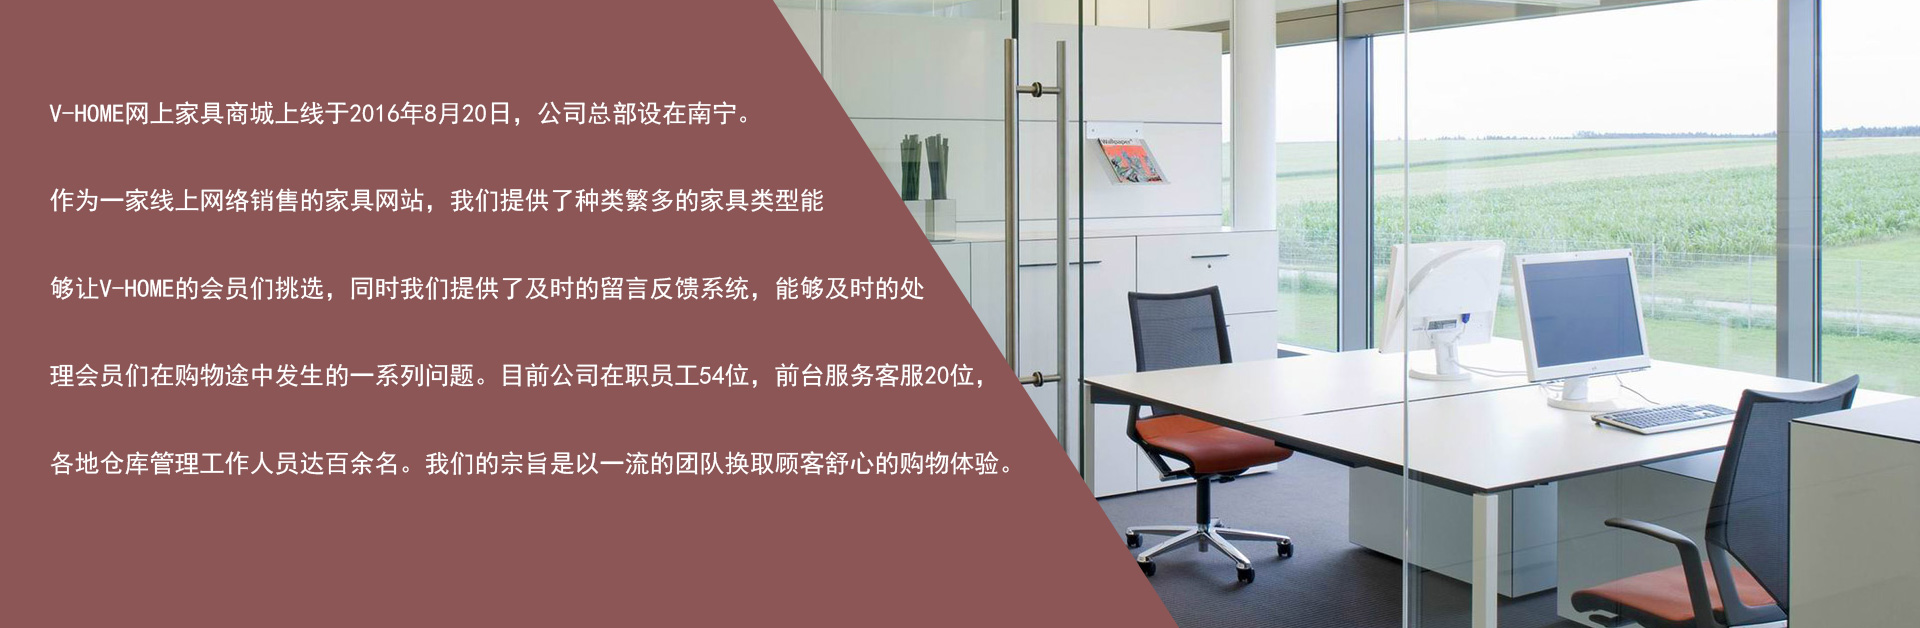 V-HOME网上家具商城上线于2016年8月20日，公司总部设在南宁。
作为一家线上网络销售的家具网站，我们提供了种类繁多的家具类型能
够让V-HOME的会员们挑选，同时我们提供了及时的留言反馈系统，能够及时的处
理会员们在购物途中发生的一系列问题。目前公司在职员工54位，前台服务客服20位，
各地仓库管理工作人员达百余名。我们的宗旨是以一流的团队换取顾客舒心的购物体验。
Wallpaper*